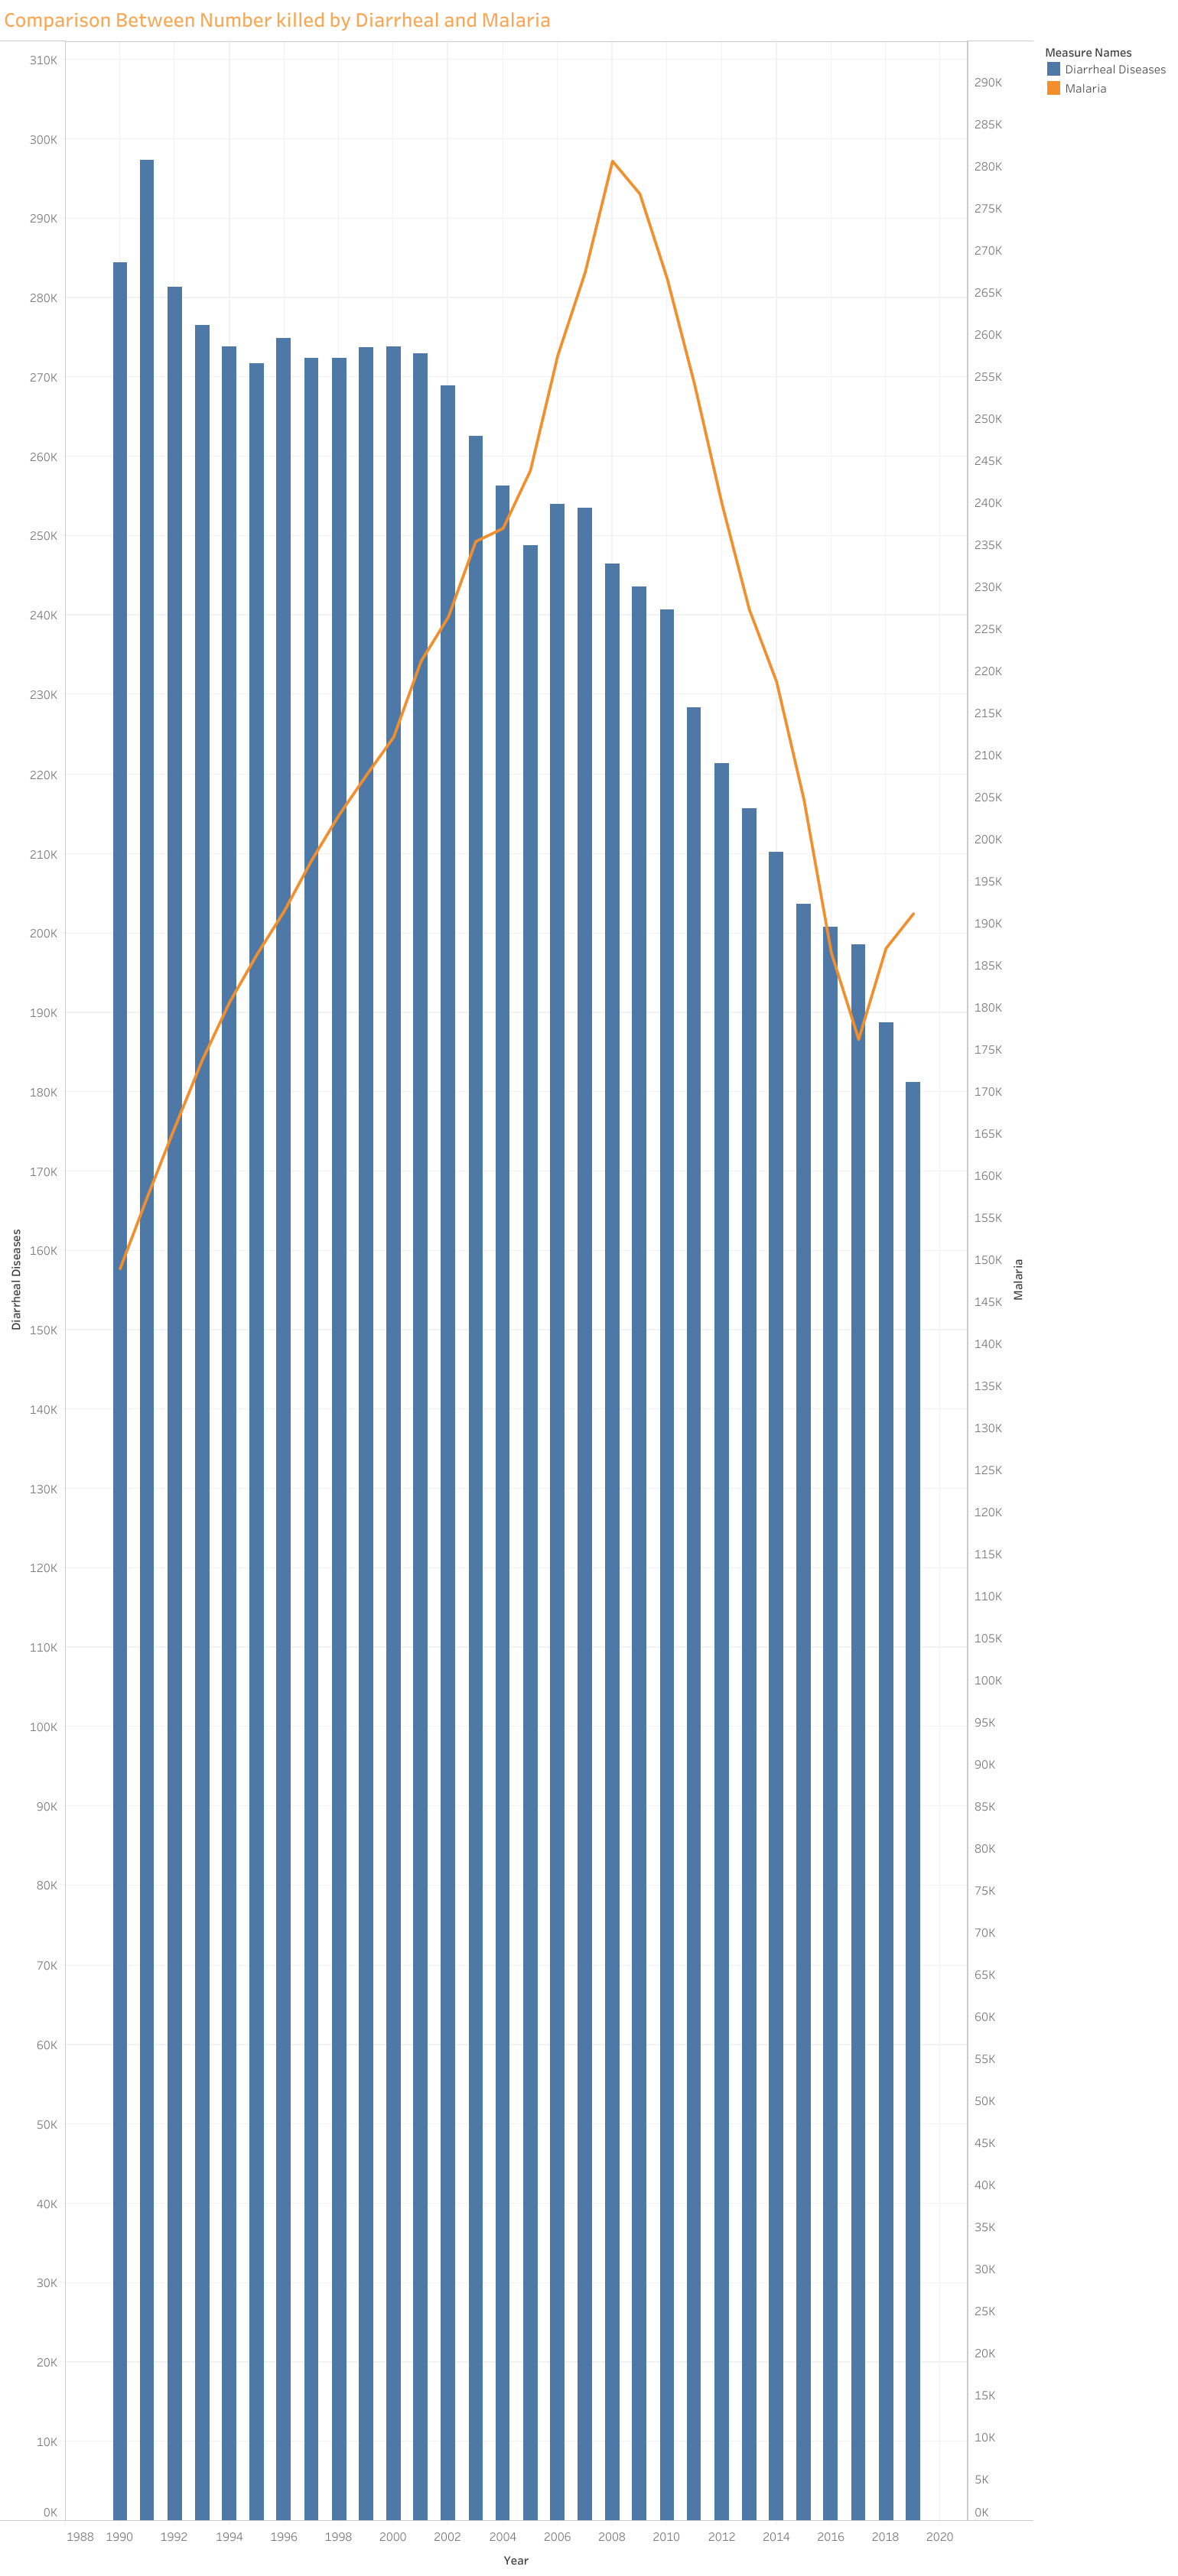 Comparison Between Number killed by Diarrheal and Malaria
Measure Names
Diarrheal Diseases
Malaria
310K
300K
290K
280K
270K
260K
250K
240K
230K
220K
210K
200K
190K
180K
170K
160K
150K
140K
130K
120K
110K
100K
90K
80K
70K
60K
50K
40K
30K
20K
10K
0K
Diarrheal Diseases
290K
285K
280K
275K
270K
265K
260K
255K
250K
245K
240K
235K
230K
225K
220K
215K
210K
205K
200K
195K
190K
185K
180K
175K
170K
165K
160K
155K
150K
145K
140K
135K
130K
125K
120K
115K
110K
105K
100K
95K
90K
85K
80K
75K
70K
65K
60K
55K
50K
45K
40K
35K
30K
25K
20K
15K
10K
5K
0K
Malaria
1988 1990 1992 1994 1996 1998 2000 2002 2004 2006 2008 2010 2012 2014 2016 2018 2020
Year